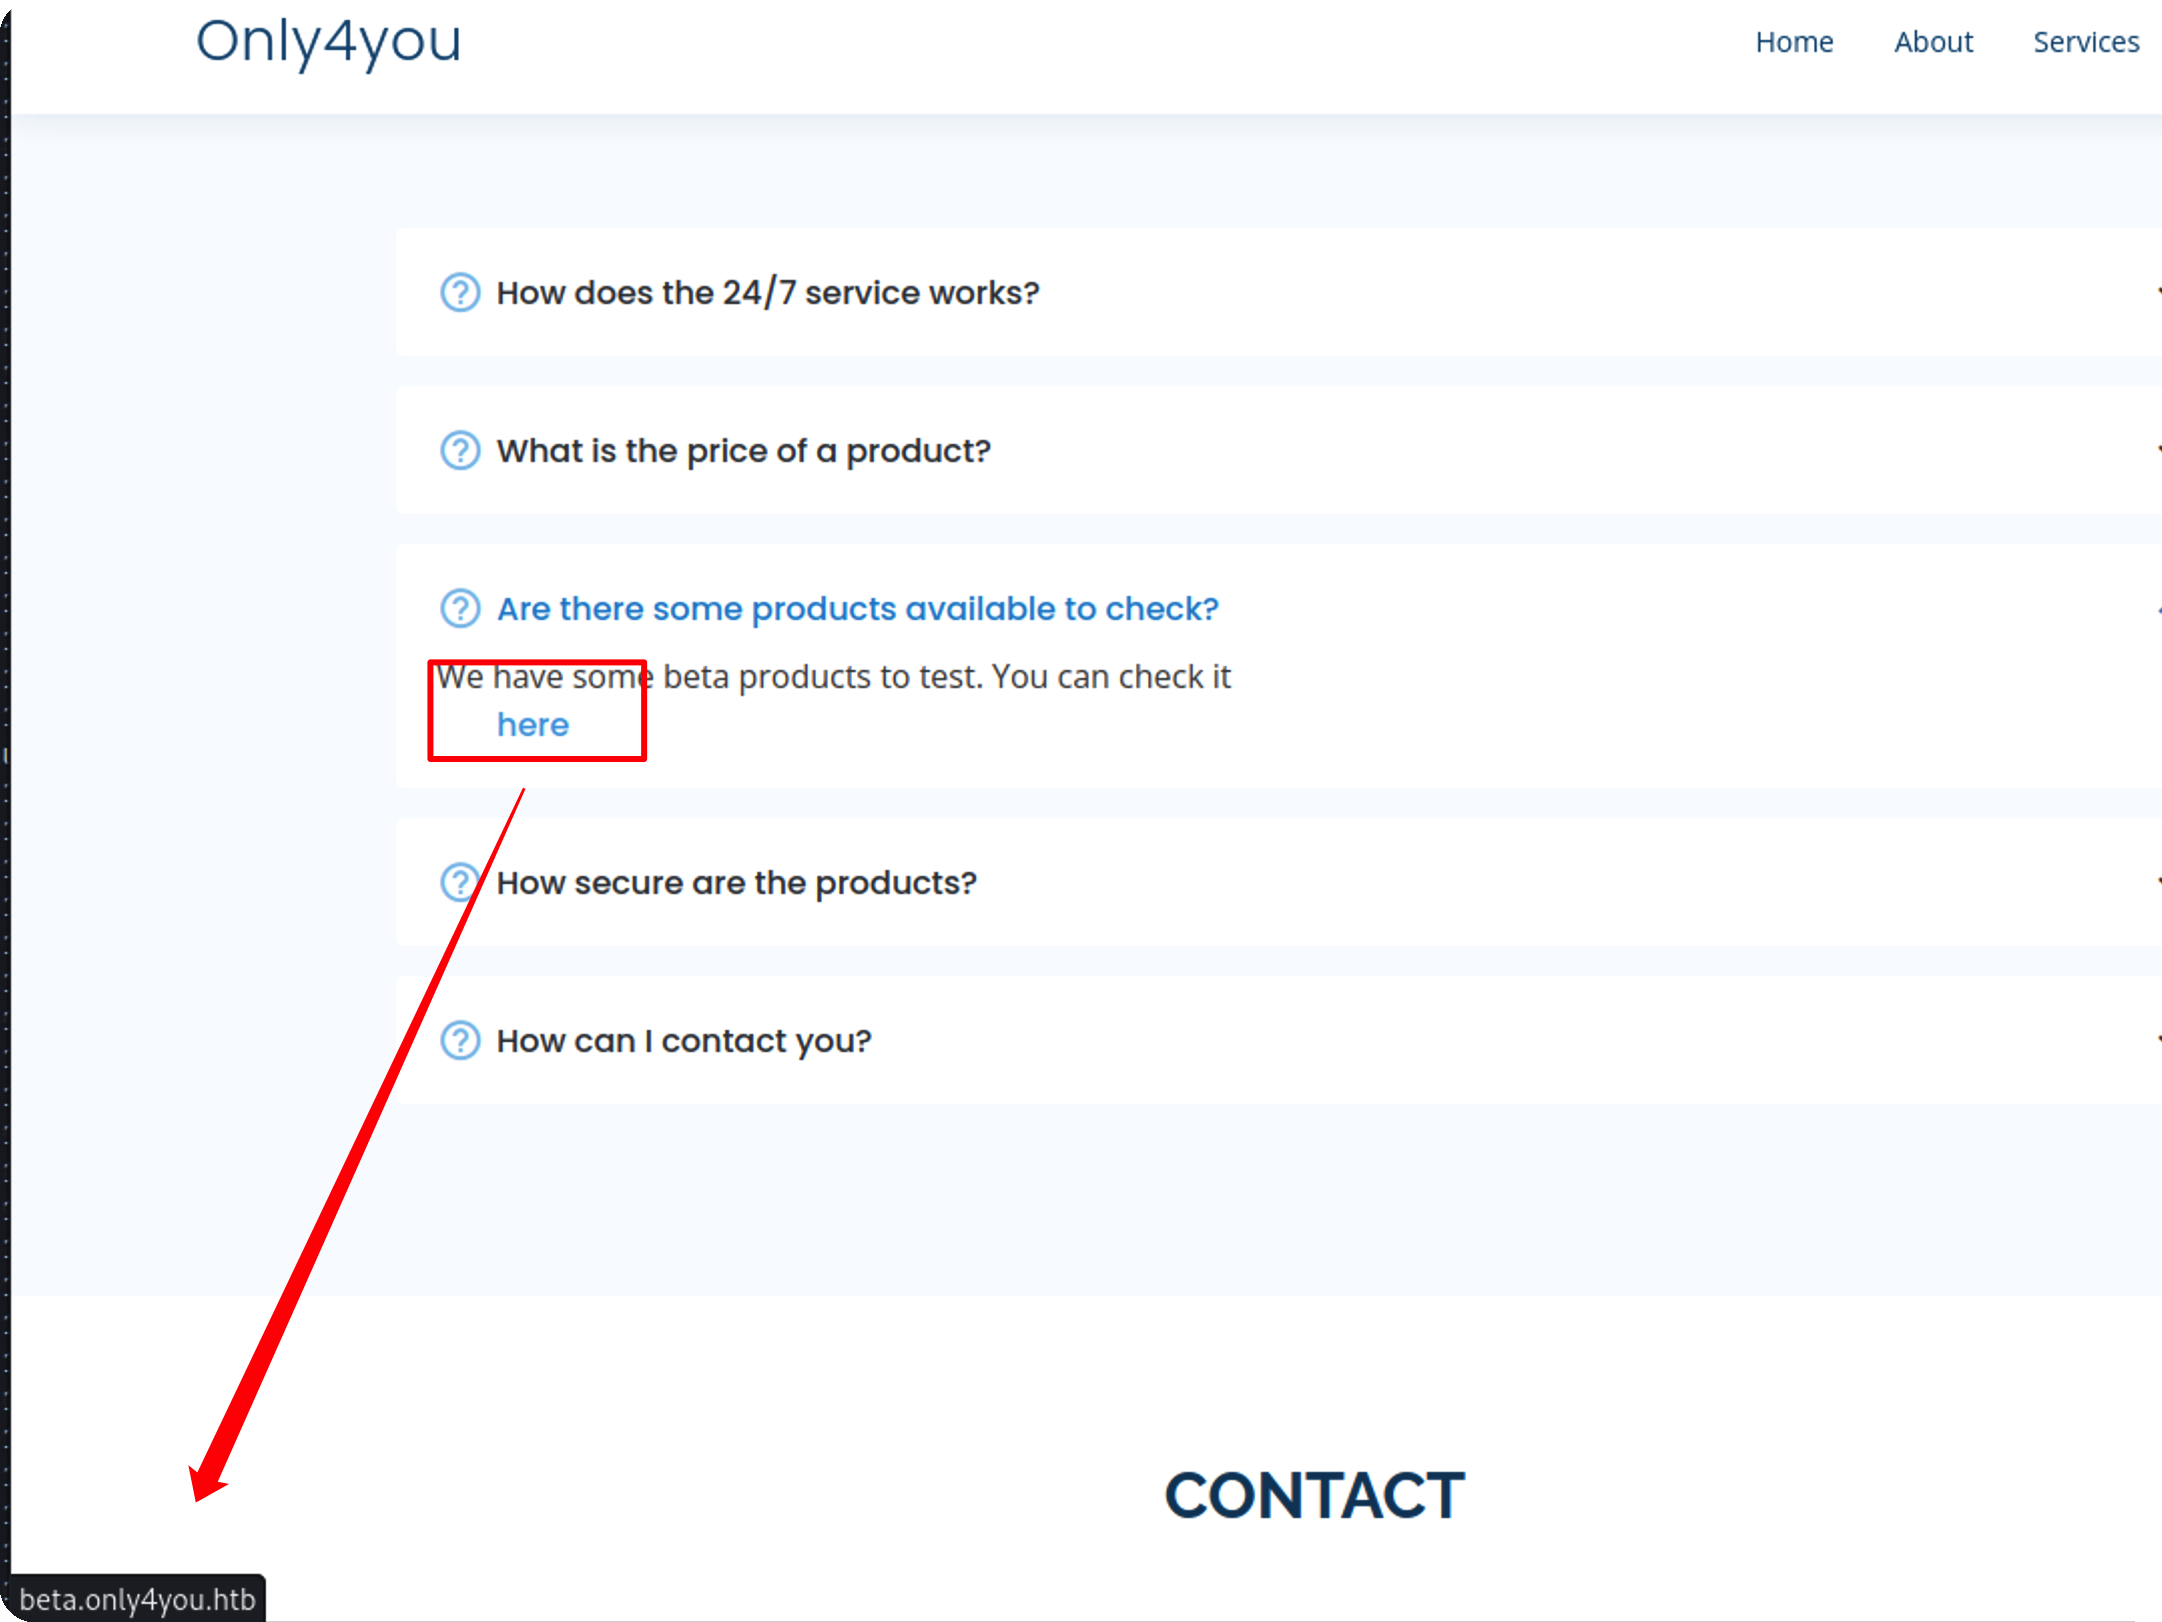 Only4you
Home About Services
How does the 24/7 service works?
What is the price of a product?
Are there some products available to check?
We have some beta products to test. You can check it
here
How secure are the products?
How can I contact you?
CONTACT
beta.only4you.htb